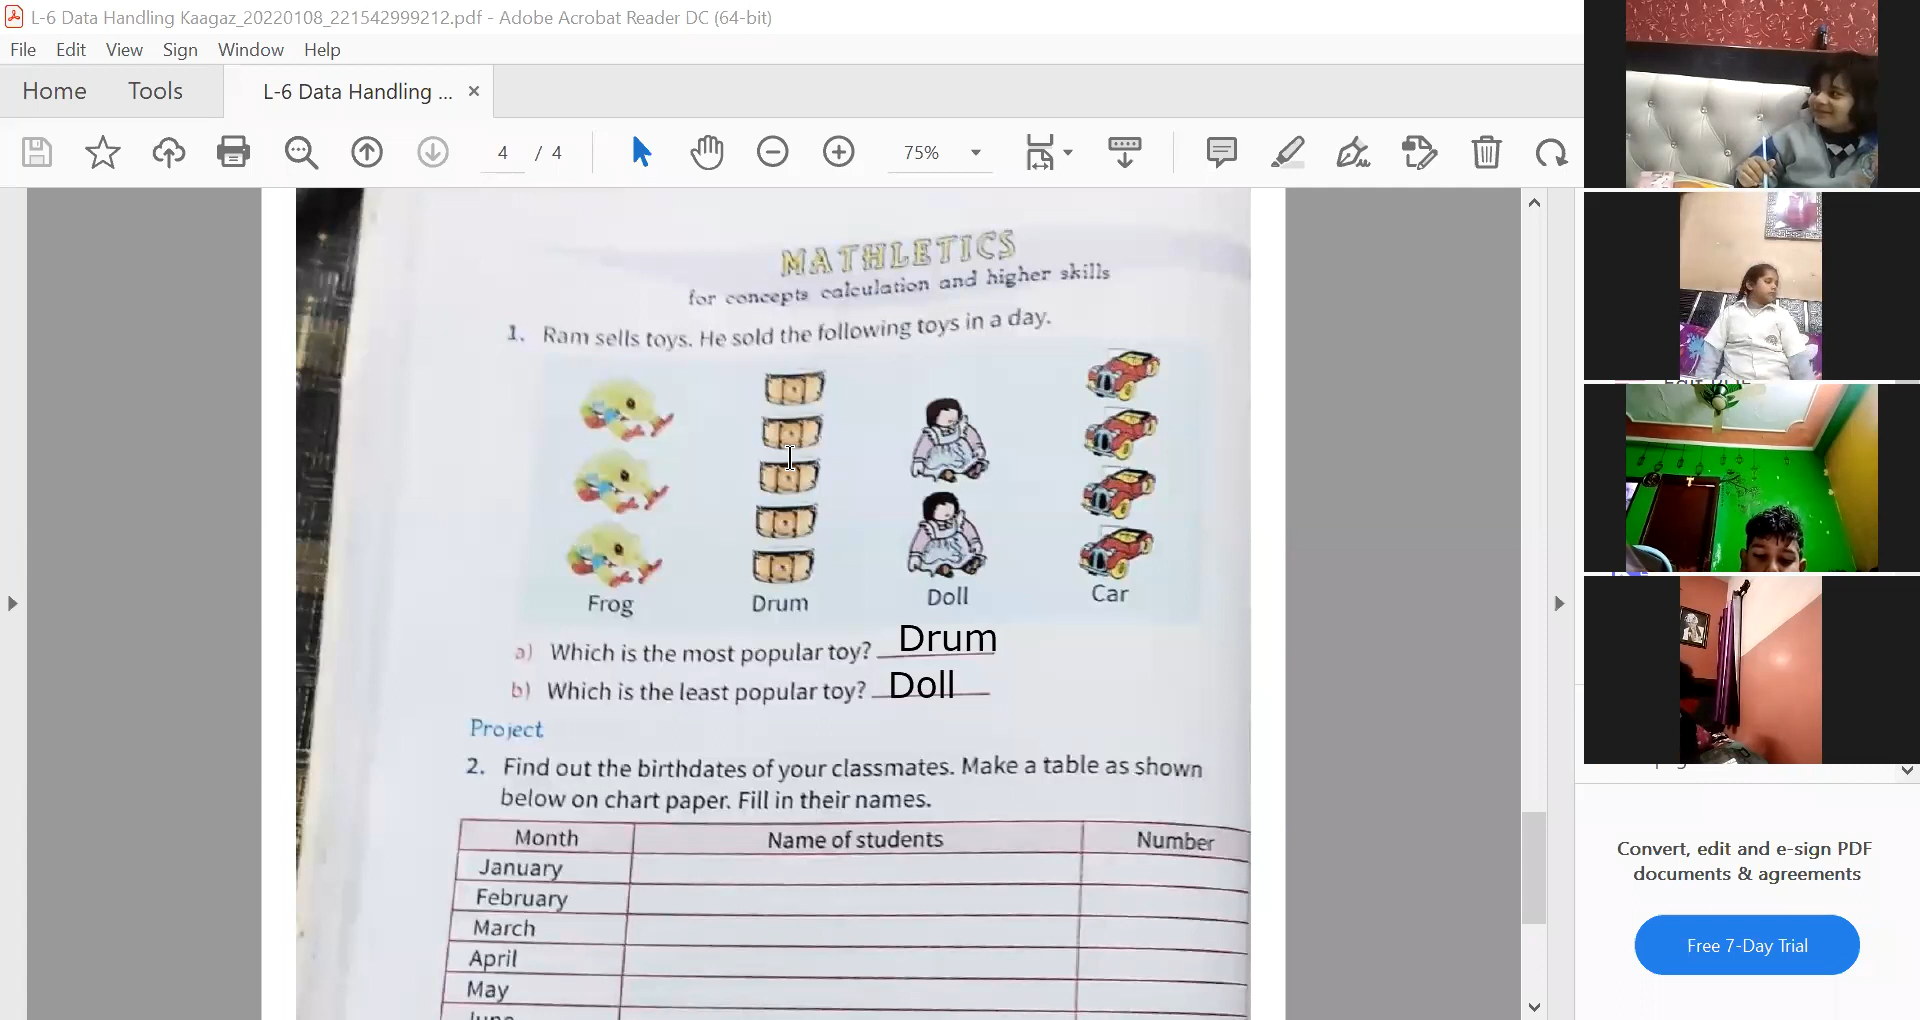 L-6 Data Handling Kaagaz_20220108_221542999212.pdf - Adobe Acrobat Reader DC (64-bit)
File Edit View Sign Window Help
Home Tools L-6 Data Handling ... ×
4 / 4 75%
MATHLETICS
for concepts calculation and higher skills
1. Ram sells toys. He sold the following toys in a day.
Frog Drum Doll Car
a) Which is the most popular toy? Drum
b) Which is the least popular toy? Doll
Project
2. Find out the birthdates of your classmates. Make a table as shown
below on chart paper. Fill in their names.
Month Name of students Number
January
February
March
April
May
June
Convert, edit and e-sign PDF
documents & agreements
Free 7-Day Trial